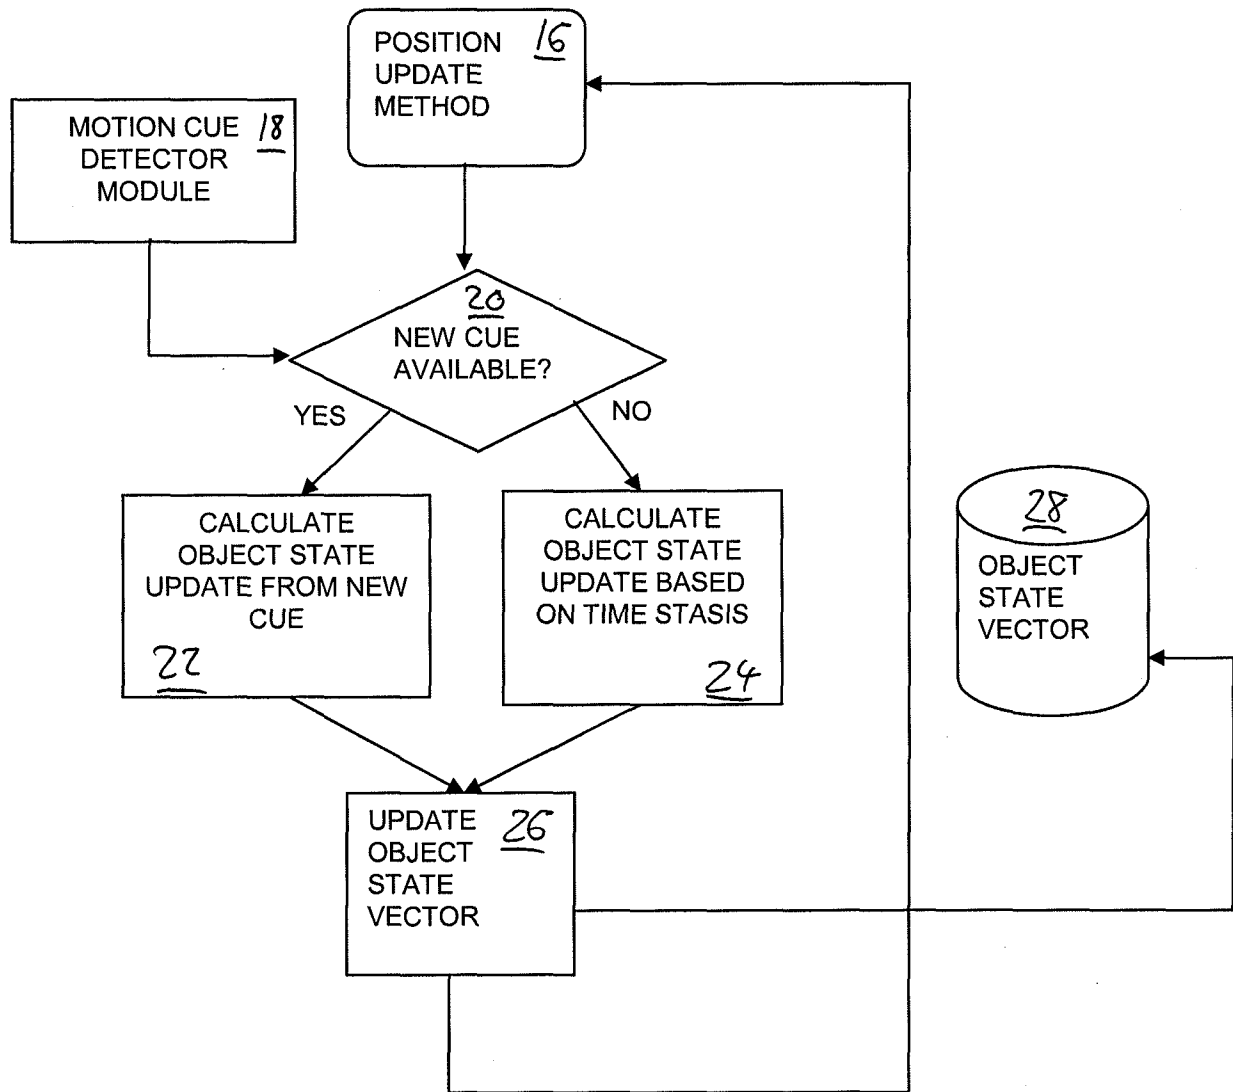 POSITION 16
UPDATE
METHOD
MOTION CUE 18
DETECTOR
MODULE
20
NEW CUE
AVAILABLE?
YES
NO
CALCULATE
OBJECT STATE
UPDATE FROM NEW
CUE
22
CALCULATE
OBJECT STATE
UPDATE BASED
ON TIME STASIS
24
28
OBJECT
STATE
VECTOR
UPDATE 26
OBJECT
STATE
VECTOR